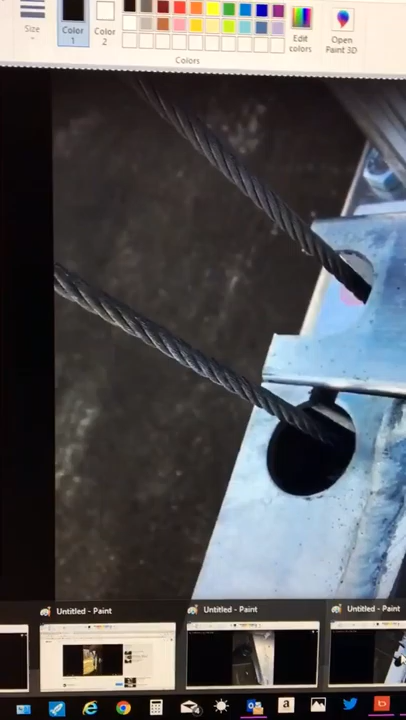 Size
Color
1
Color
2
Edit
colors
Open
Paint 3D
Colors
Untitled - Paint
Untitled - Paint
Untitled - Paint